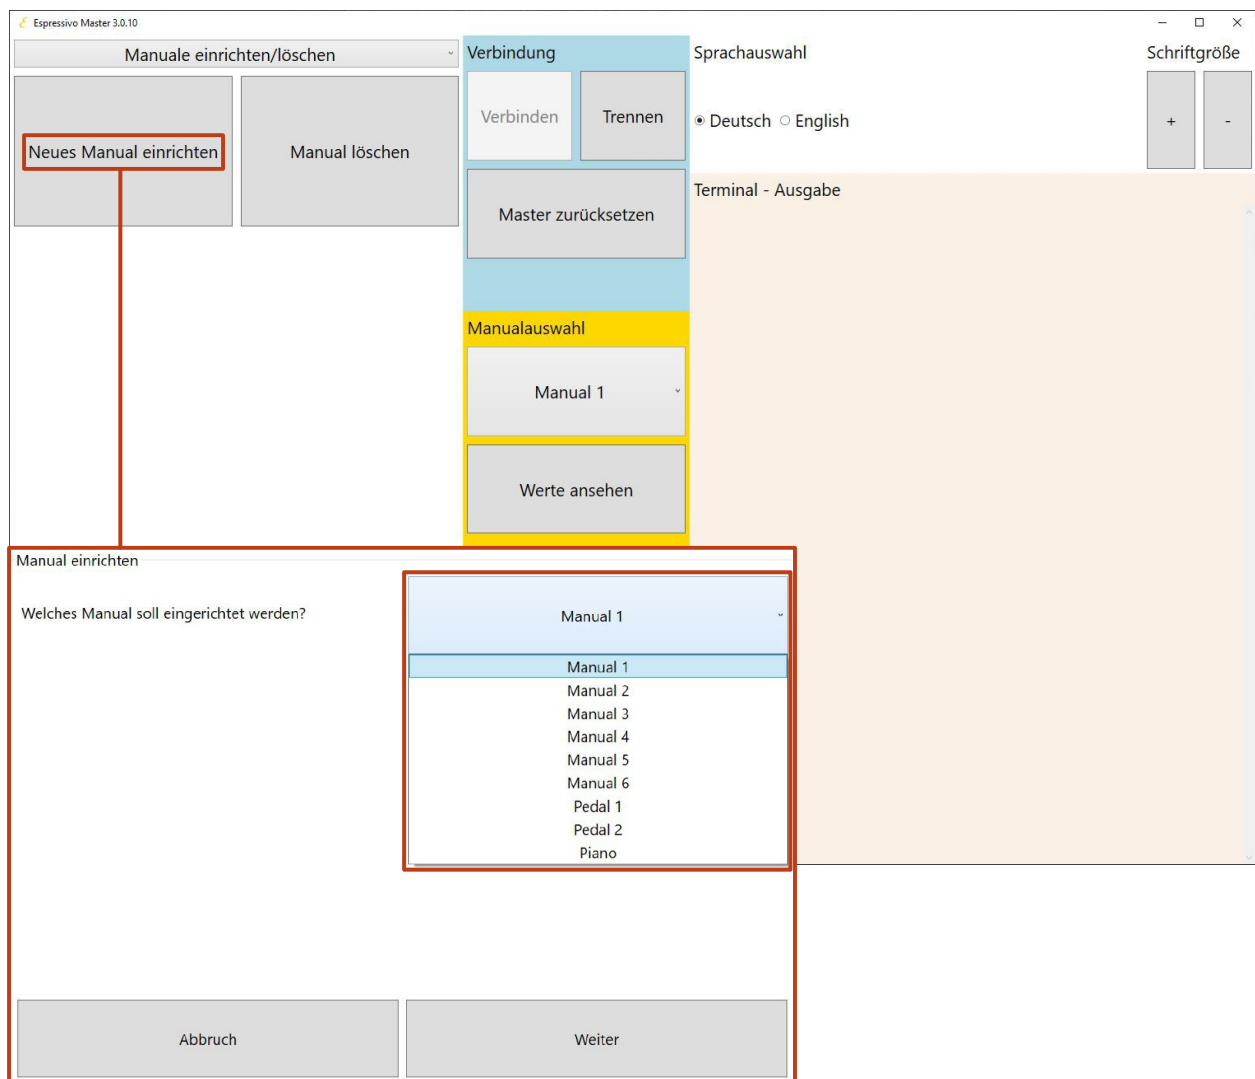 Espressivo Master 3.0.10
Manuale einrichten/löschen
Neues Manual einrichten
Manual löschen
Verbindung
Verbinden
Trennen
Master zurücksetzen
Manualauswahl
Manual 1
Werte ansehen
Sprachauswahl
Deutsch
English
Schriftgröße
+
-
Terminal - Ausgabe
Manual einrichten
Welches Manual soll eingerichtet werden?
Manual 1
Manual 1
Manual 2
Manual 3
Manual 4
Manual 5
Manual 6
Pedal 1
Pedal 2
Piano
Abbruch
Weiter